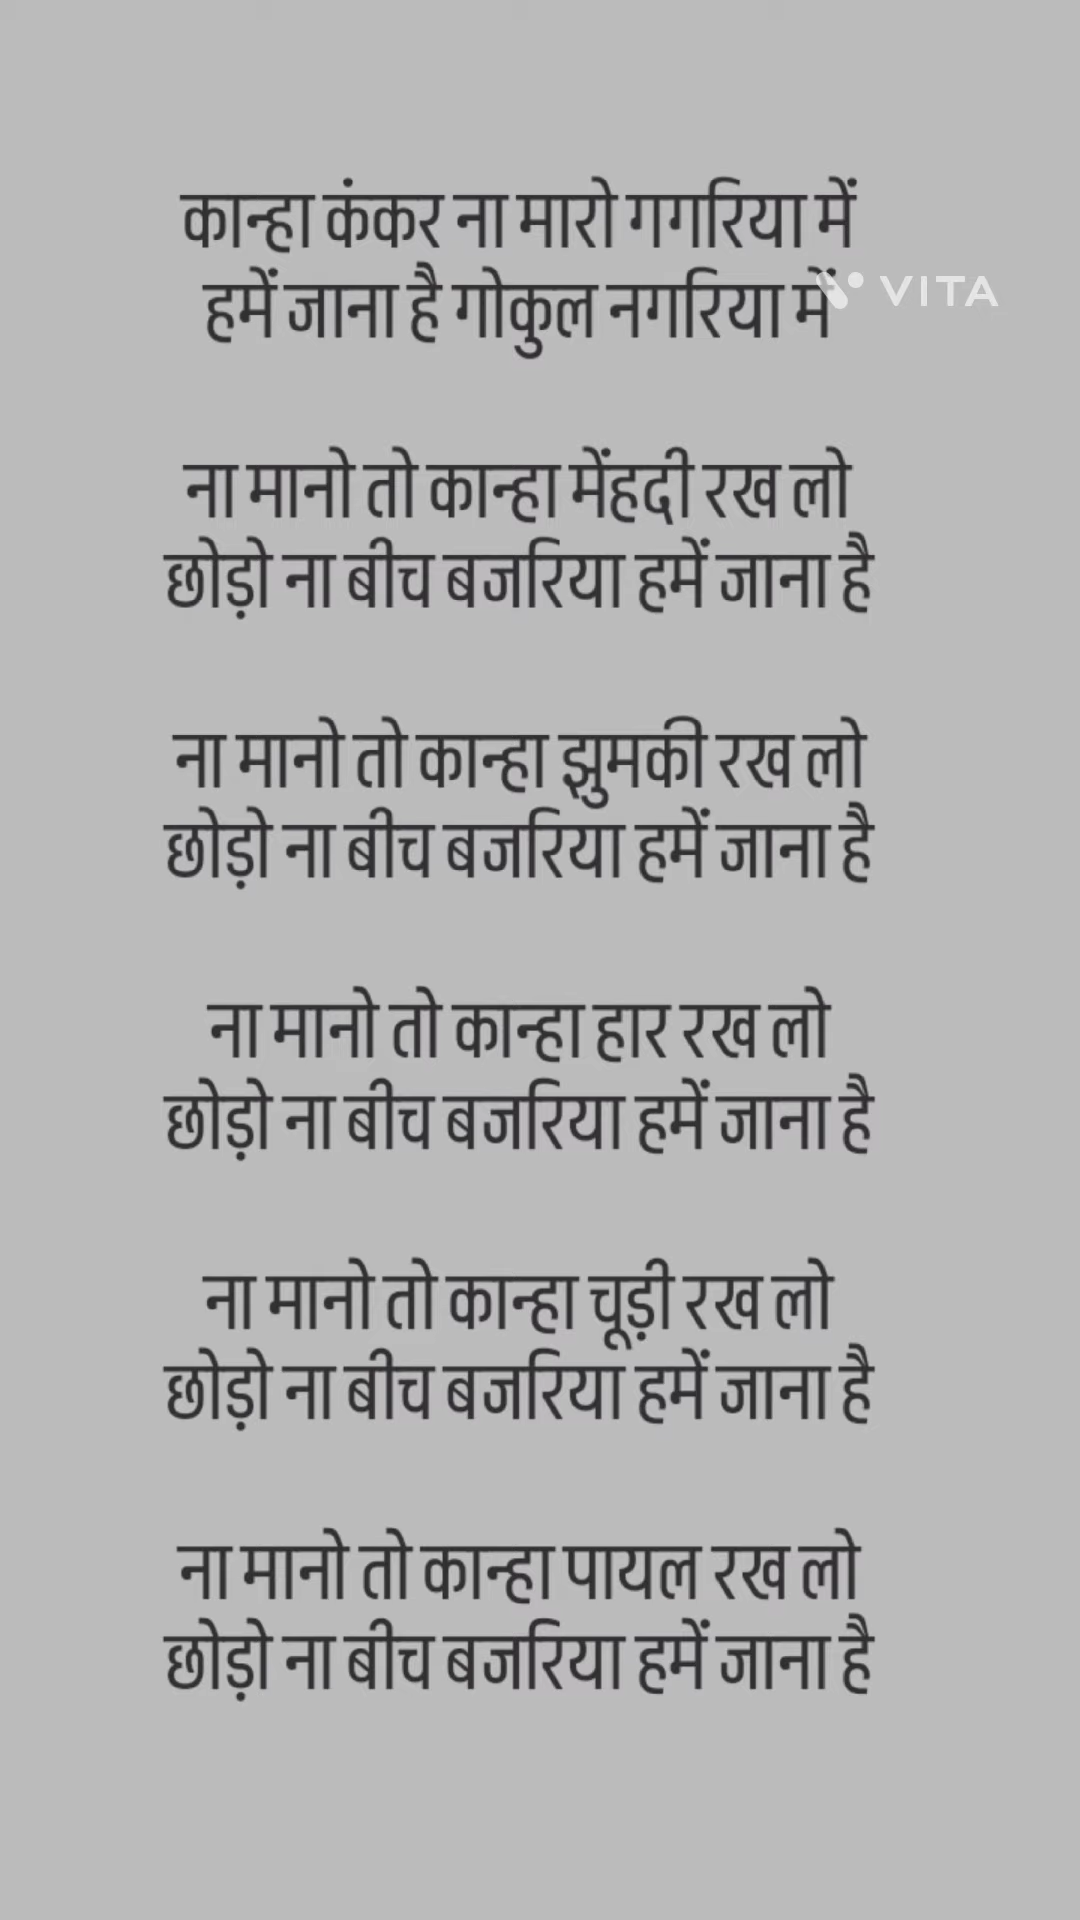 कान्हा कंकर ना मारो गगरिया में
हमें जाना है गोकुल नगरिया में
VITA
ना मानो तो कान्हा मेंहदी रख लो
छोड़ो ना बीच बजरिया हमें जाना है
ना मानो तो कान्हा झुमकी रख लो
छोड़ो ना बीच बजरिया हमें जाना है
ना मानो तो कान्हा हार रख लो
छोड़ो ना बीच बजरिया हमें जाना है
ना मानो तो कान्हा चूड़ी रख लो
छोड़ो ना बीच बजरिया हमें जाना है
ना मानो तो कान्हा पायल रख लो
छोड़ो ना बीच बजरिया हमें जाना है